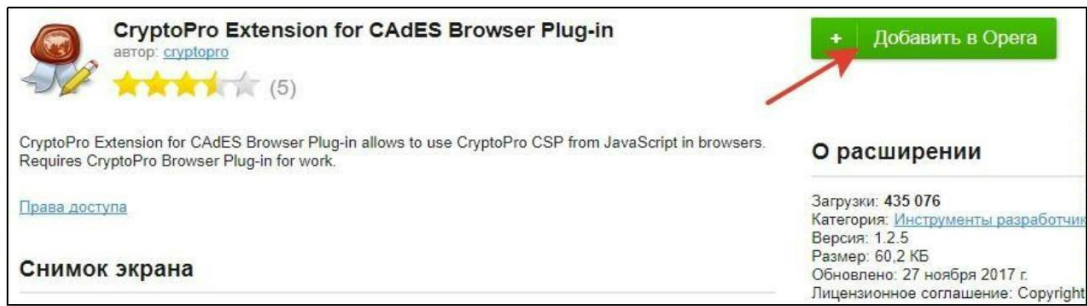 CryptoPro Extension for CAdES Browser Plug-in
автор: cryptopro
(5)
+ Добавить в Opera
CryptoPro Extension for CAdES Browser Plug-in allows to use CryptoPro CSP from JavaScript in browsers.
Requires CryptoPro Browser Plug-in for work.
Права доступа
Снимок экрана
О расширении
Загрузки: 435 076
Категория: Инструменты разработчик
Версия: 1.2.5
Размер: 60,2 КБ
Обновлено: 27 ноября 2017 г.
Лицензионное соглашение: Copyright